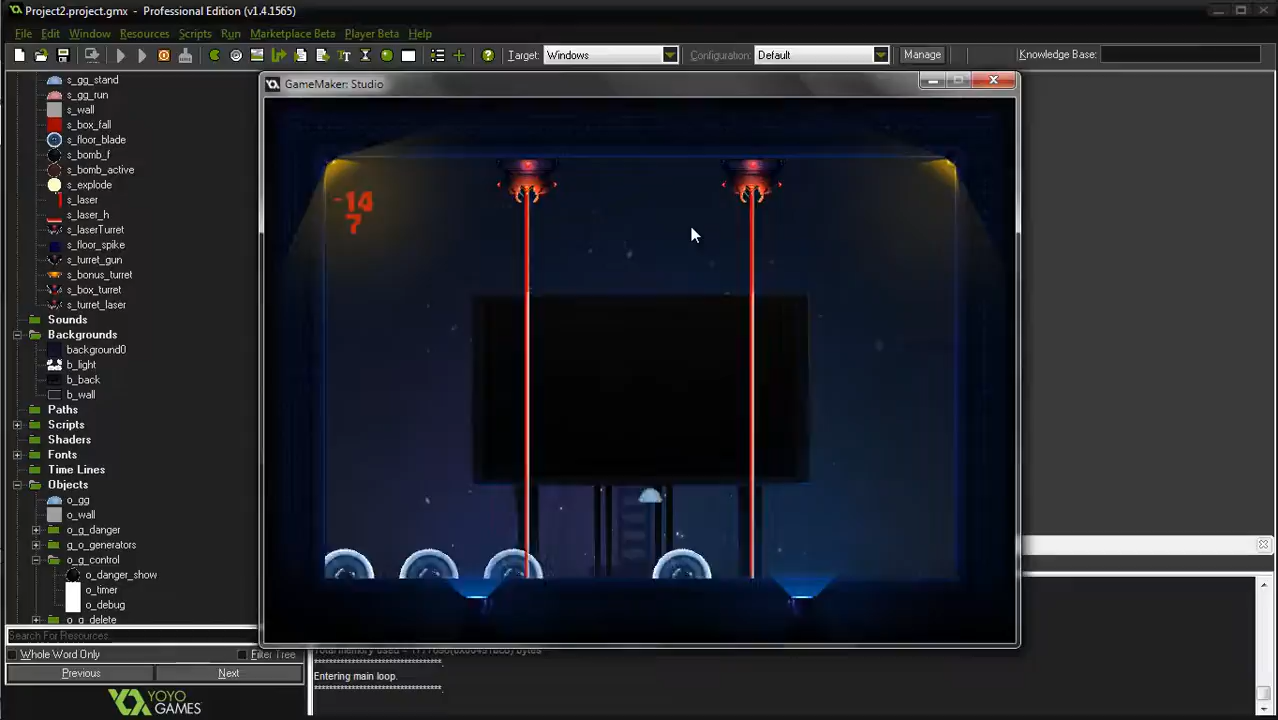 Project2.project.gmx - Professional Edition (v1.4.1565)
File Edit Window Resources Scripts Run Marketplace Beta Player Beta Help
Target: Windows Configuration: Default Manage Knowledge Base:
s_gg_stand
s_gg_run
s_wall
s_box_fall
s_floor_blade
s_bomb_f
s_bomb_active
s_explode
s_laser
s_laser_h
s_laserTurret
s_floor_spike
s_turret_gun
s_bonus_turret
s_box_turret
s_turret_laser
Sounds
Backgrounds
background0
b_light
b_back
b_wall
Paths
Scripts
Shaders
Fonts
Time Lines
Objects
o_gg
o_wall
o_g_danger
g_o_generators
o_g_control
o_danger_show
o_timer
o_debug
o_g_delete
Search For Resources
Whole Word Only Filter Tree
Previous Next
YOYO
GAMES
GameMaker: Studio
-14
7
Entering main loop.